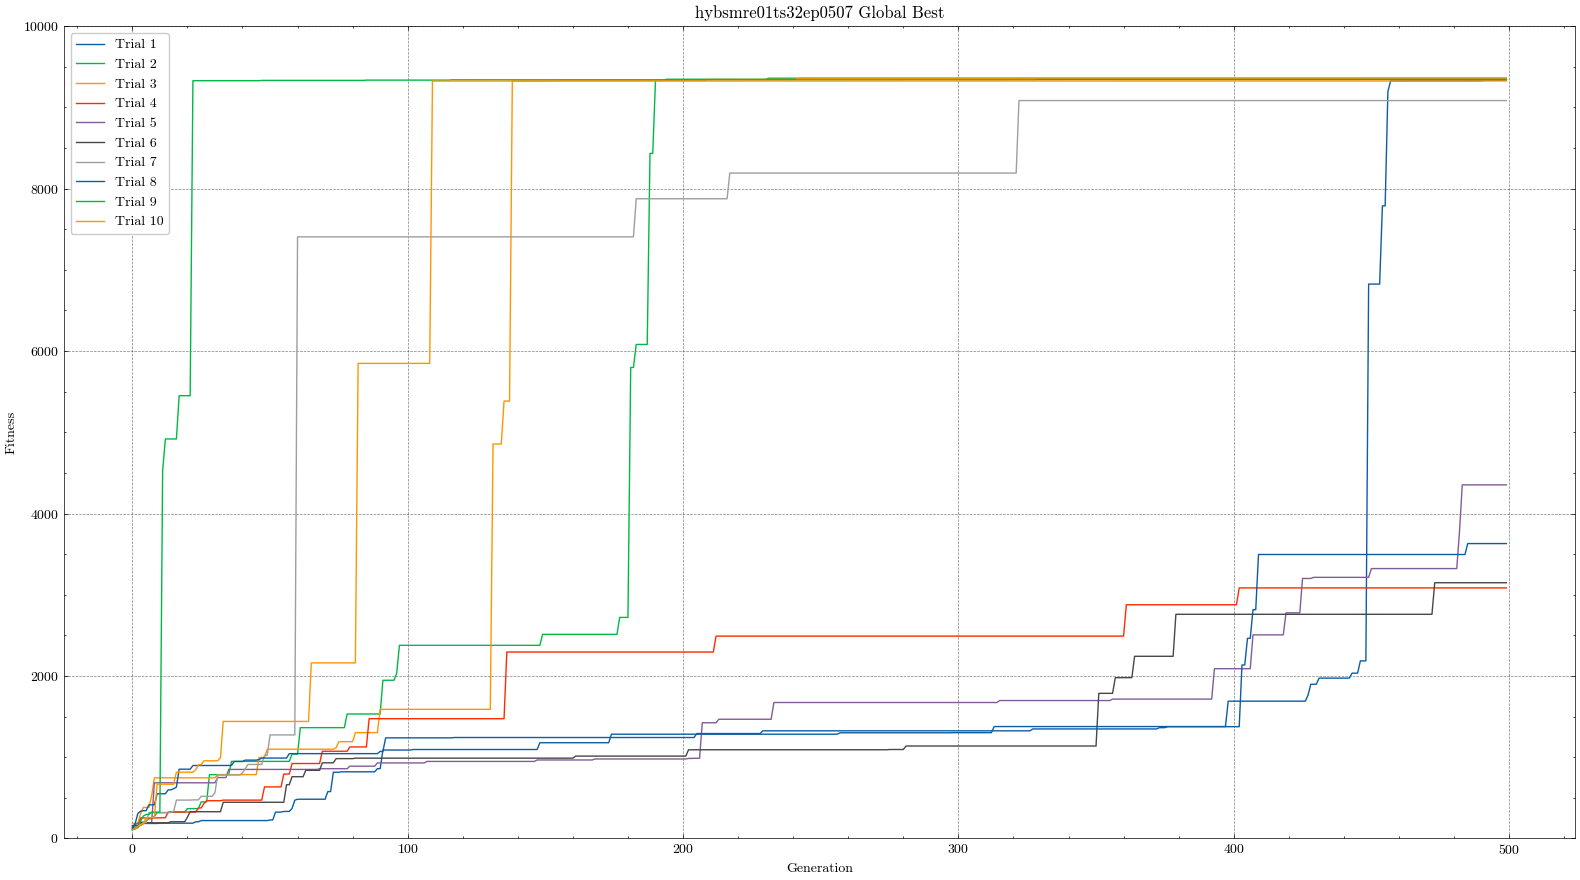 hybsmre01ts32ep0507 Global Best
10000
8000
6000
4000
2000
0
Fitness
Trial 1
Trial 2
Trial 3
Trial 4
Trial 5
Trial 6
Trial 7
Trial 8
Trial 9
Trial 10
0
100
200
300
400
500
Generation